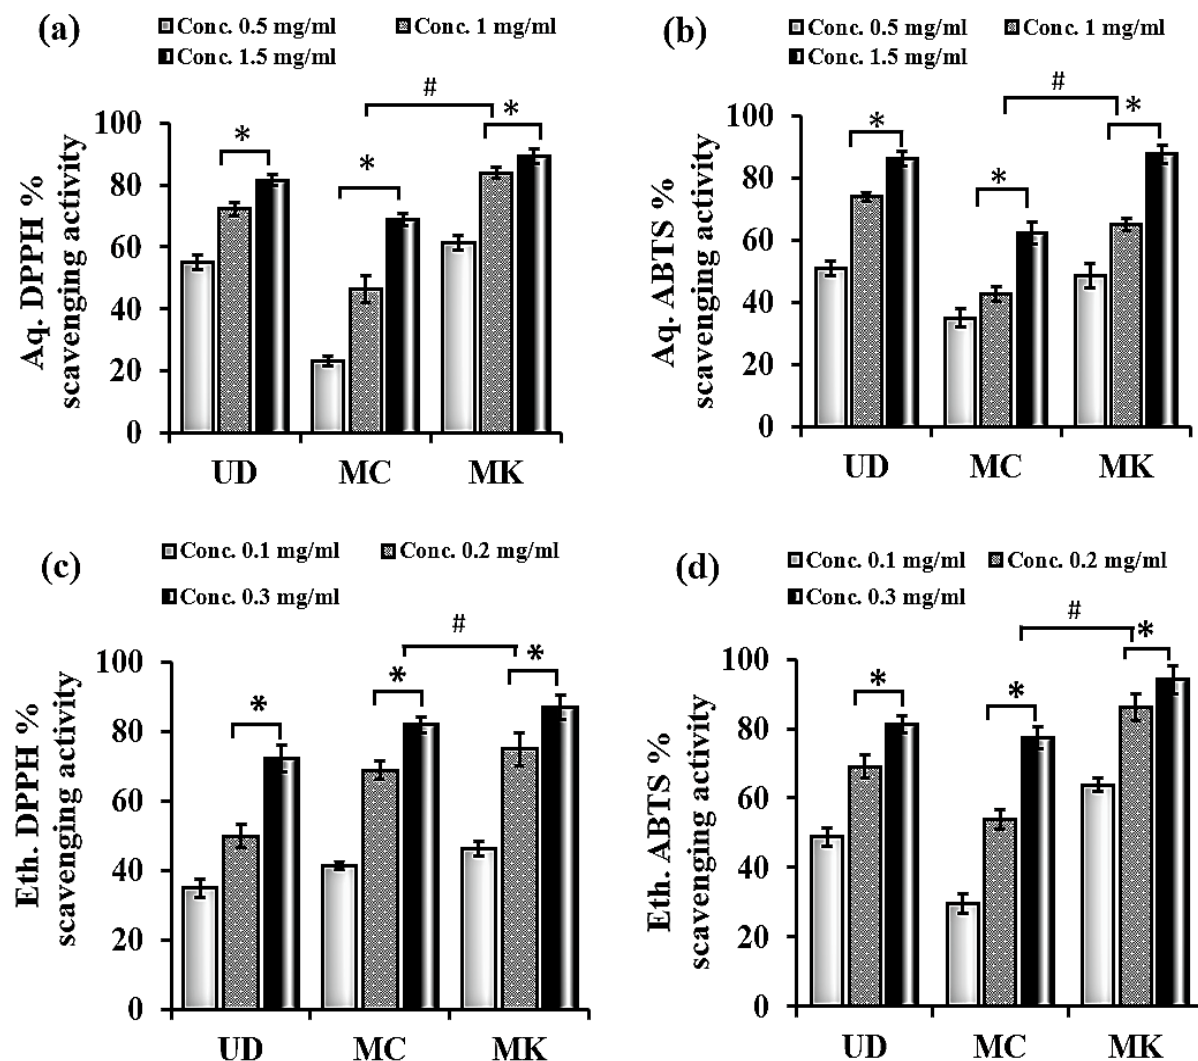 (a)
Conc. 0.5 mg/ml Conc. 1 mg/ml
Conc. 1.5 mg/ml
#
* * *
Aq. DPPH %
scavenging activity
100
80
60
40
20
0
UD MC MK
(b)
Conc. 0.5 mg/ml Conc. 1 mg/ml
Conc. 1.5 mg/ml
#
* * *
Aq. ABTS %
scavenging activity
100
80
60
40
20
0
UD MC MK
(c)
Conc. 0.1 mg/ml Conc. 0.2 mg/ml
Conc. 0.3 mg/ml
#
* * *
Eth. DPPH %
scavenging activity
100
80
60
40
20
0
UD MC MK
(d)
Conc. 0.1 mg/ml Conc. 0.2 mg/ml
Conc. 0.3 mg/ml
#
* * *
Eth. ABTS %
scavenging activity
100
80
60
40
20
0
UD MC MK